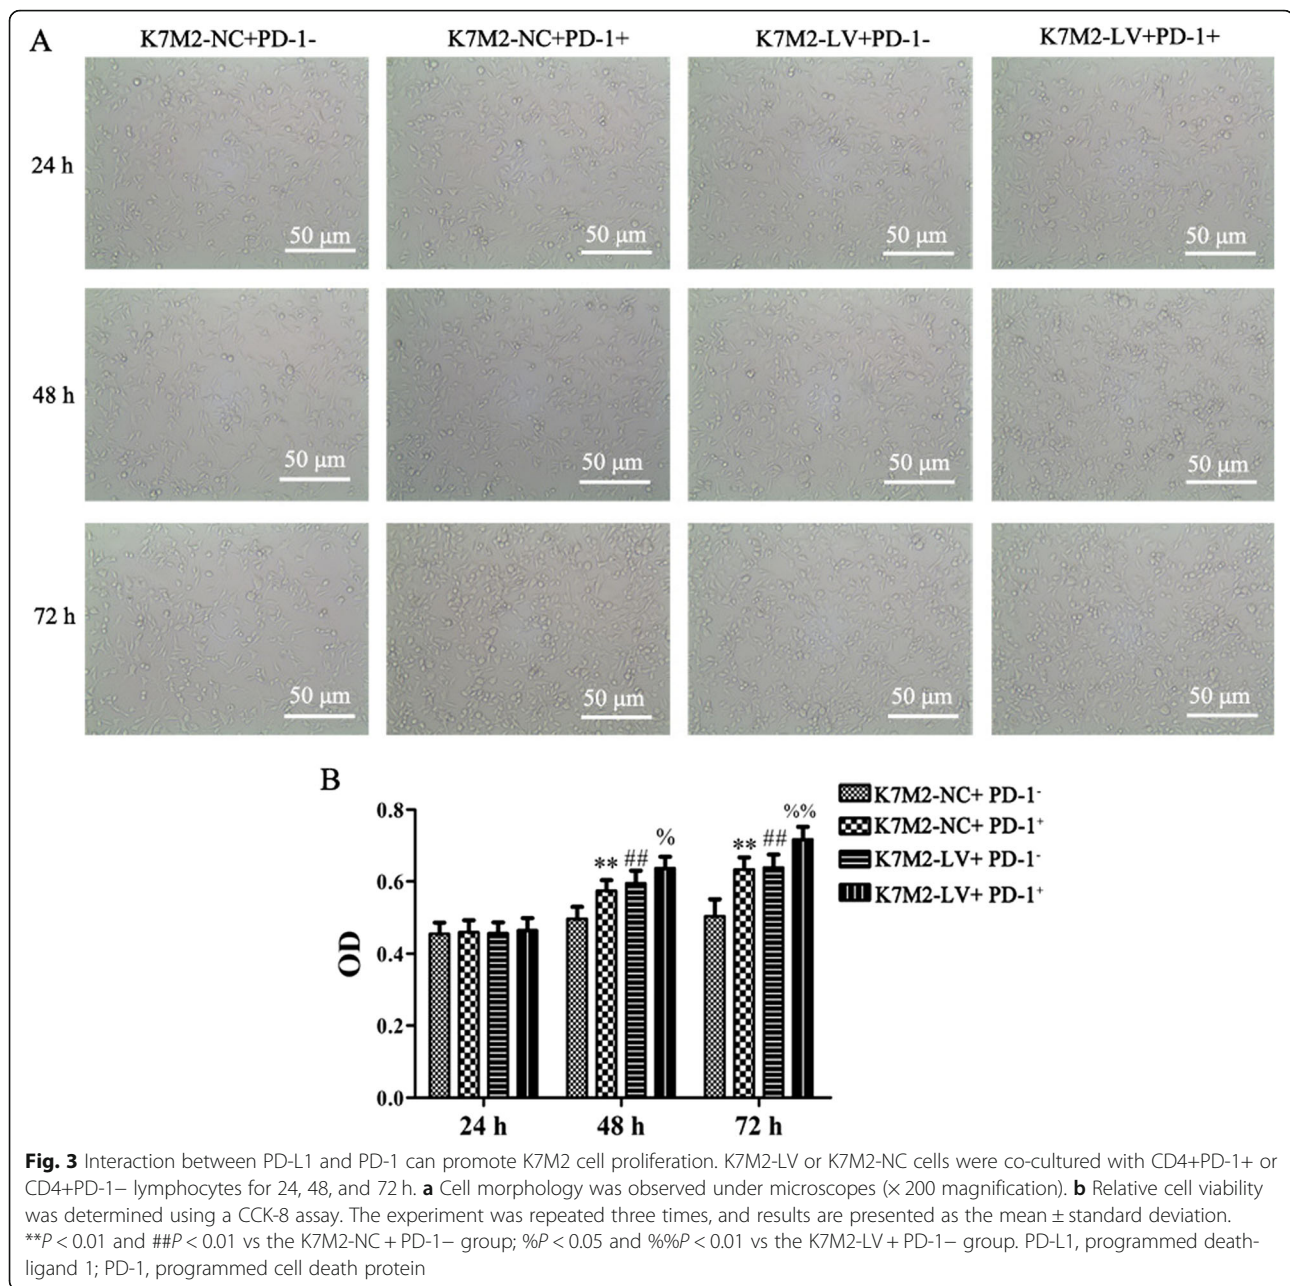 A
K7M2-NC+PD-1- K7M2-NC+PD-1+ K7M2-LV+PD-1- K7M2-LV+PD-1+
24 h
50 µm 50 µm 50 µm 50 µm
48 h
50 µm 50 µm 50 µm 50 µm
72 h
50 µm 50 µm 50 µm 50 µm
B
K7M2-NC+ PD-1⁻
K7M2-NC+ PD-1⁺
K7M2-LV+ PD-1⁻
K7M2-LV+ PD-1⁺
0.8
0.6
0.4
0.2
0.0
OD
** ## %
** ## %%
24 h 48 h 72 h
Fig. 3 Interaction between PD-L1 and PD-1 can promote K7M2 cell proliferation. K7M2-LV or K7M2-NC cells were co-cultured with CD4+PD-1+ or
CD4+PD-1− lymphocytes for 24, 48, and 72 h. a Cell morphology was observed under microscopes (× 200 magnification). b Relative cell viability
was determined using a CCK-8 assay. The experiment was repeated three times, and results are presented as the mean ± standard deviation.
**P < 0.01 and ##P < 0.01 vs the K7M2-NC + PD-1− group; %P < 0.05 and %%P < 0.01 vs the K7M2-LV + PD-1− group. PD-L1, programmed death-
ligand 1; PD-1, programmed cell death protein